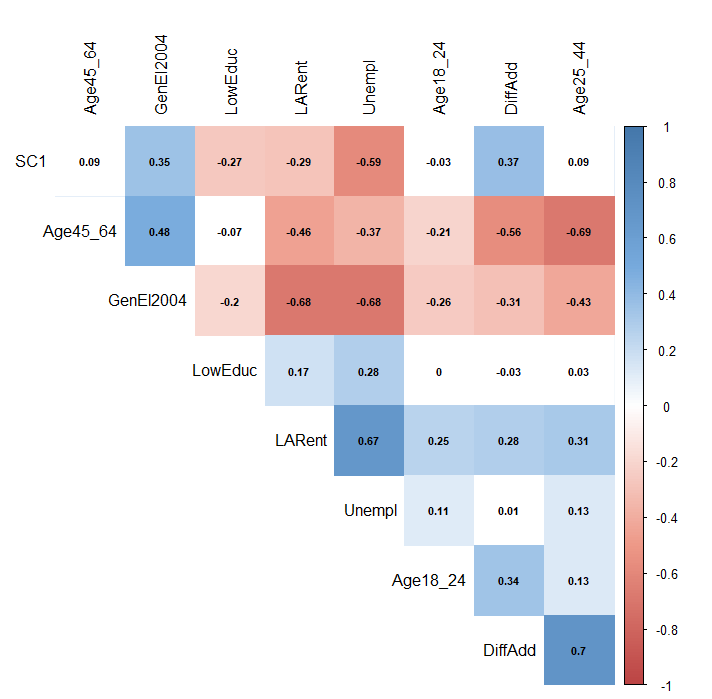 Age45_64 GenEl2004 LowEduc LARent Unempl Age18_24 DiffAdd Age25_44
SC1 0.09 0.35 -0.27 -0.29 -0.59 -0.03 0.37 0.09
Age45_64 0.48 -0.07 -0.46 -0.37 -0.21 -0.56 -0.69
GenEl2004 -0.2 -0.68 -0.68 -0.26 -0.31 -0.43
LowEduc 0.17 0.28 0 -0.03 0.03
LARent 0.67 0.25 0.28 0.31
Unempl 0.11 0.01 0.13
Age18_24 0.34 0.13
DiffAdd 0.7
1
0.8
0.6
0.4
0.2
0
-0.2
-0.4
-0.6
-0.8
-1